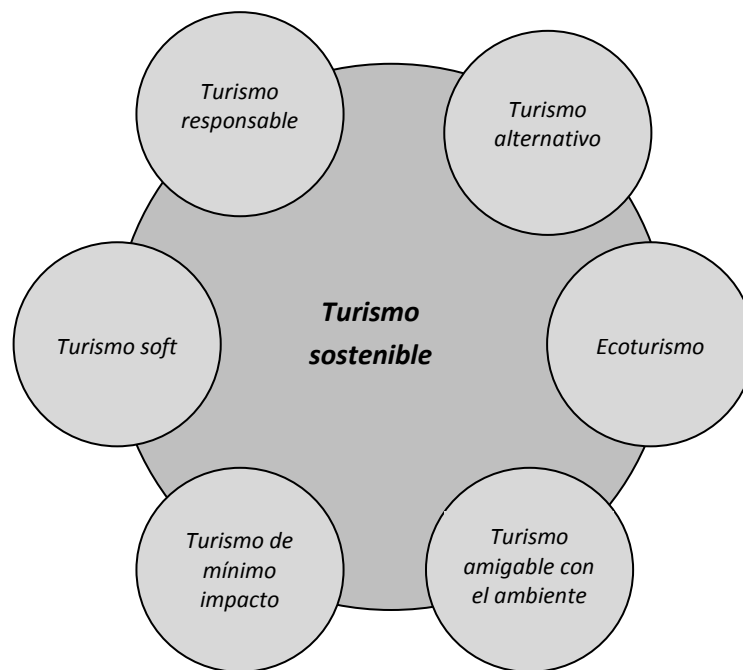 Turismo
responsable
Turismo
alternativo
Turismo
sostenible
Turismo soft
Ecoturismo
Turismo de
mínimo
impacto
Turismo
amigable con
el ambiente